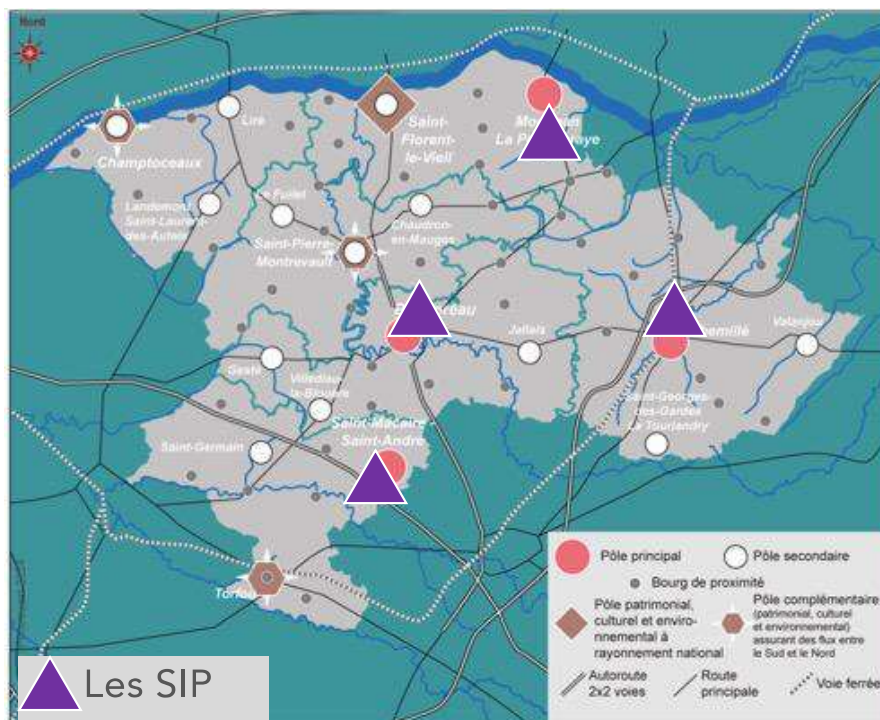 Nord
Liré
Champtoceaux
Saint-
Florent-
le-Vieil
Landemont
Saint-Laurent-
des-Autels
Fuilet
Chaudron-
en-Mauges
Saint-Pierre-
Montrevault
Jallais
Valanjou
Gesté
Villedieu-
la-Blouère
Saint-Georges-
des-Gardes
La Tourlandry
Saint-Macaire-
Saint-André
Saint-Germain
Torfou
Pôle principal
Pôle secondaire
Bourg de proximité
Pôle patrimonial,
culturel et enviro-
nnemental à
rayonnement national
Pôle complémentaire
(patrimonial, culturel
et environnemental)
assurant des flux entre
le Sud et le Nord
Autoroute
2x2 voies
Route
principale
Voie ferrée
Les SIP